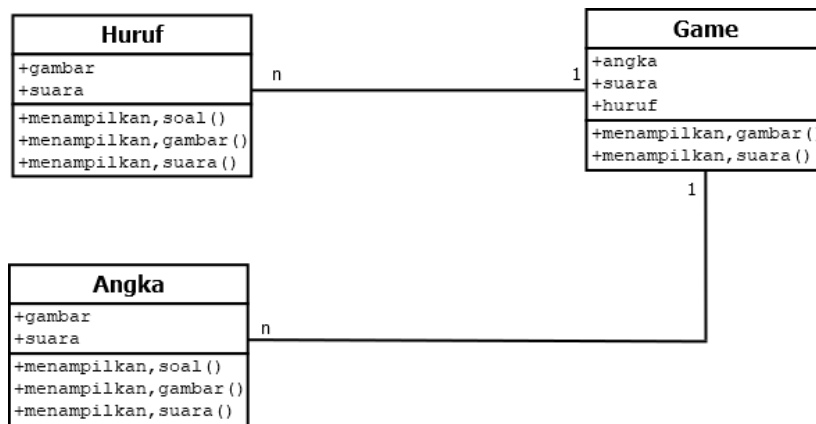 Huruf
+gambar
+suara
+menampilkan,soal()
+menampilkan,gambar()
+menampilkan,suara()
n
1
Game
+angka
+suara
+huruf
+menampilkan,gambar()
+menampilkan,suara()
1
Angka
+gambar
+suara
+menampilkan,soal()
+menampilkan,gambar()
+menampilkan,suara()
n